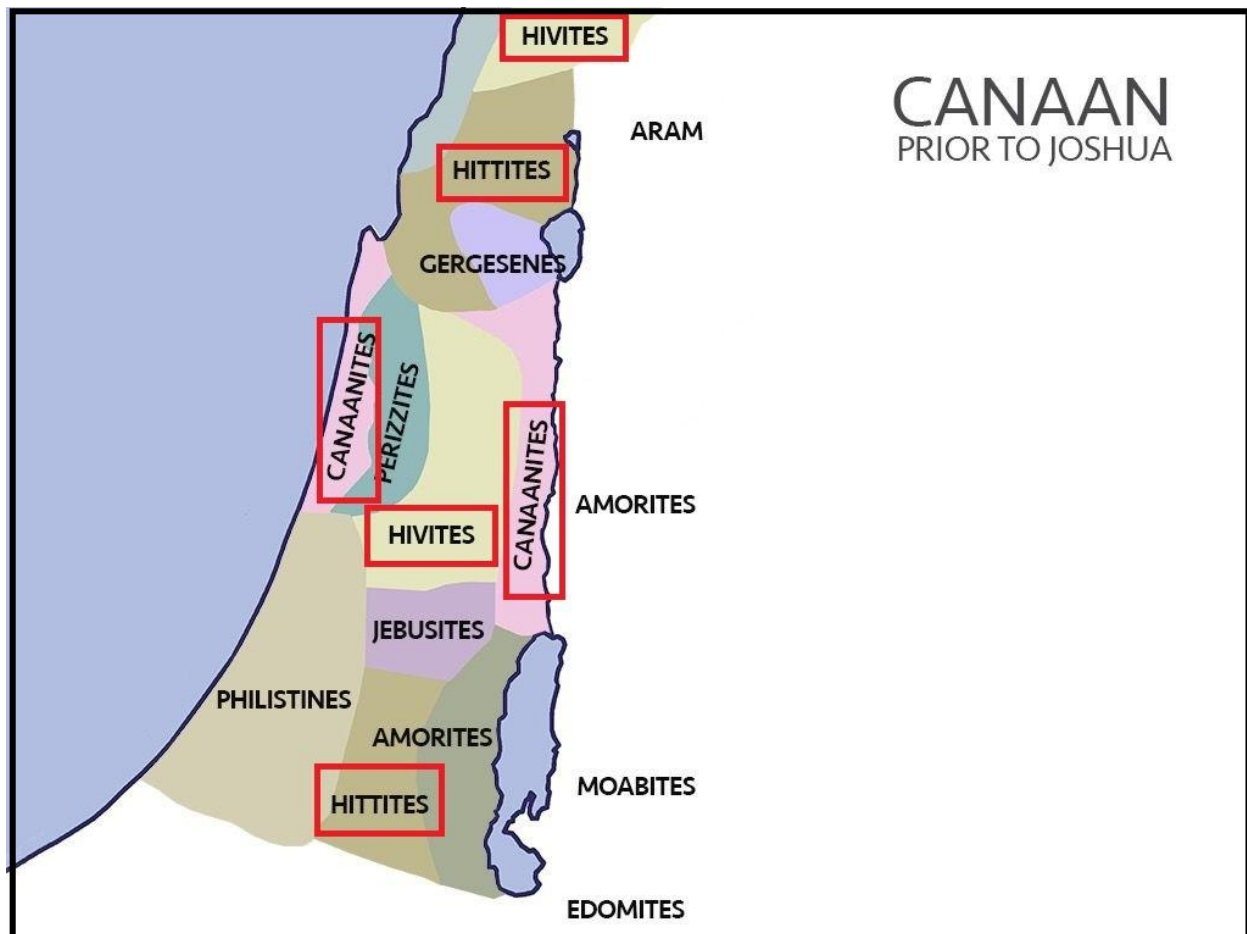 HIVITES
CANAAN
PRIOR TO JOSHUA
ARAM
HITTITES
GERGESENES
CANAANITES
PERIZZITES
CANAANITES
AMORITES
HIVITES
JEBUSITES
PHILISTINES
AMORITES
MOABITES
HITTITES
EDOMITES